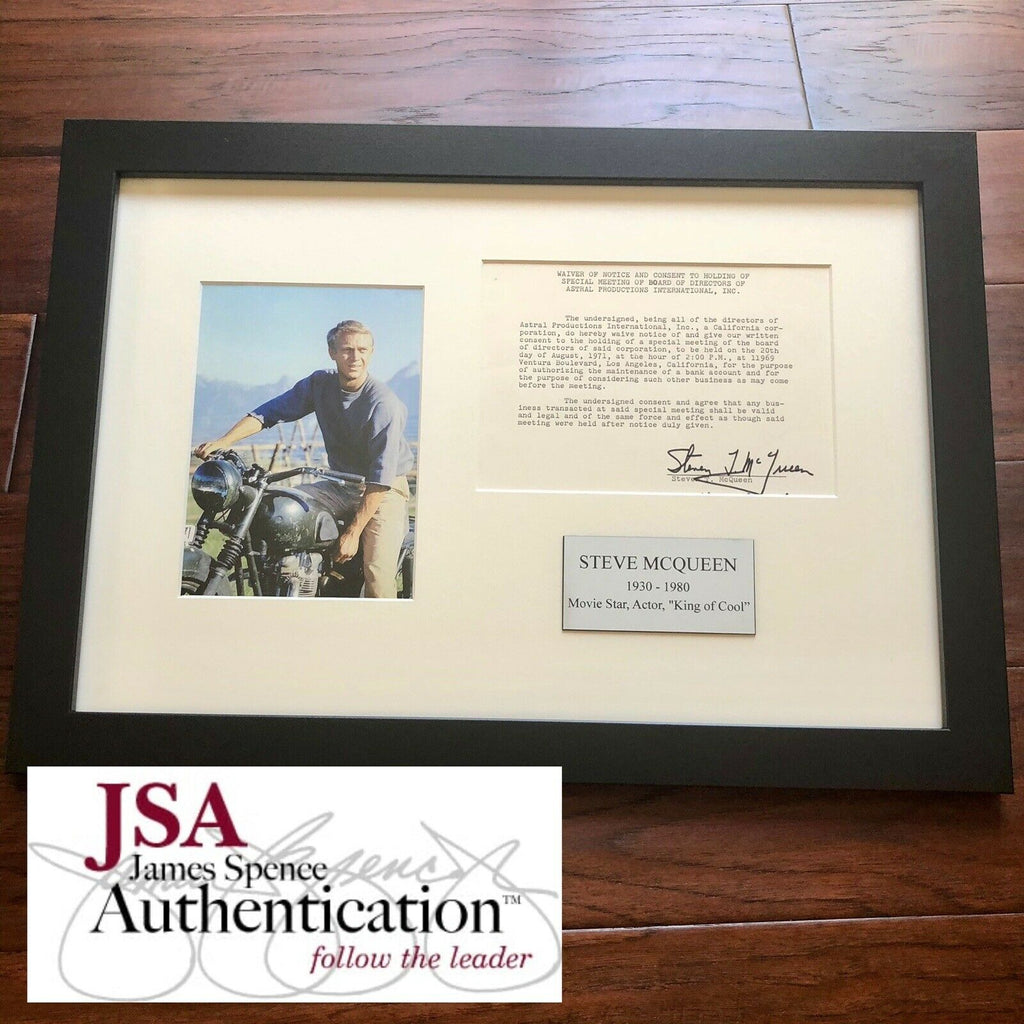 WAIVER OF NOTICE AND CONSENT TO HOLDING OF
SPECIAL MEETING OF BOARD OF DIRECTORS OF
ASTRAL PRODUCTIONS INTERNATIONAL, INC.
The undersigned, being all of the directors of
Astral Productions International, Inc., a California cor-
poration, do hereby waive notice of and give our written
consent to the holding of a special meeting of the board
of directors of said corporation, to be held on the 20th
day of August, 1971, at the hour of 2:00 P.M., at 11969
Ventura Boulevard, Los Angeles, California, for the purpose
of authorizing the maintenance of a bank account and for
the purpose of considering such other business as may come
before the meeting.
The undersigned consent and agree that any bus-
iness transacted at said special meeting shall be valid
and legal and of the same force and effect as though said
meeting were held after notice duly given.
Steven McQueen
McQueen
STEVE MCQUEEN
1930 - 1980
Movie Star, Actor, "King of Cool”
JSA
James Spence
Authentication™
follow the leader